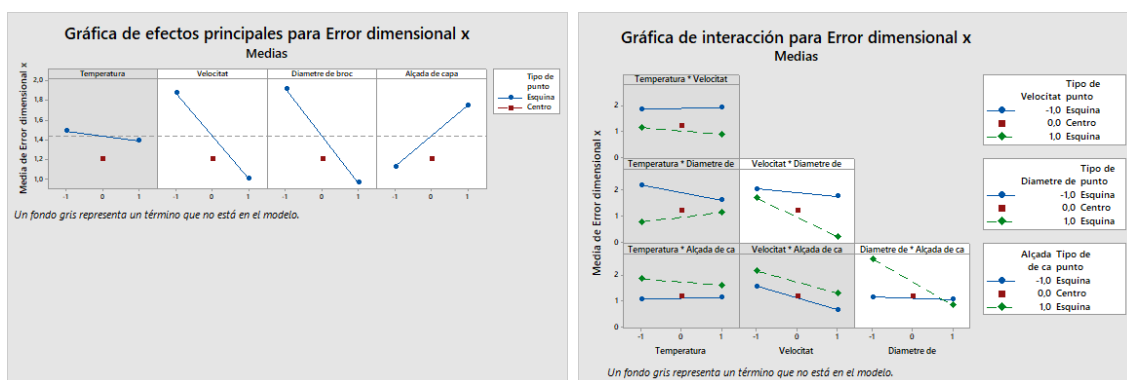 Gráfica de efectos principales para Error dimensional x
Medias
Temperatura Velocitat Diametre de broc Alçada de capa
Tipo de
punto
Esquina
Centro
Media de Error dimensional x
2,0
1,8
1,6
1,4
1,2
1,0
-1 0 1 -1 0 1 -1 0 1 -1 0 1
Un fondo gris representa un término que no está en el modelo.
Gráfica de interacción para Error dimensional x
Medias
Temperatura * Velocitat
Tipo de
Velocitat punto
-1,0 Esquina
0,0 Centro
1,0 Esquina
2
1
0
Temperatura * Diametre de Velocitat * Diametre de
Tipo de
Diametre de punto
-1,0 Esquina
0,0 Centro
1,0 Esquina
2
1
0
Temperatura * Alçada de ca Velocitat * Alçada de ca Diametre de * Alçada de ca
Alçada Tipo de
de ca punto
-1,0 Esquina
0,0 Centro
1,0 Esquina
2
1
0
Media de Error dimensional x
-1 0 1 -1 0 1 -1 0 1
Temperatura Velocitat Diametre de
Un fondo gris representa un término que no está en el modelo.